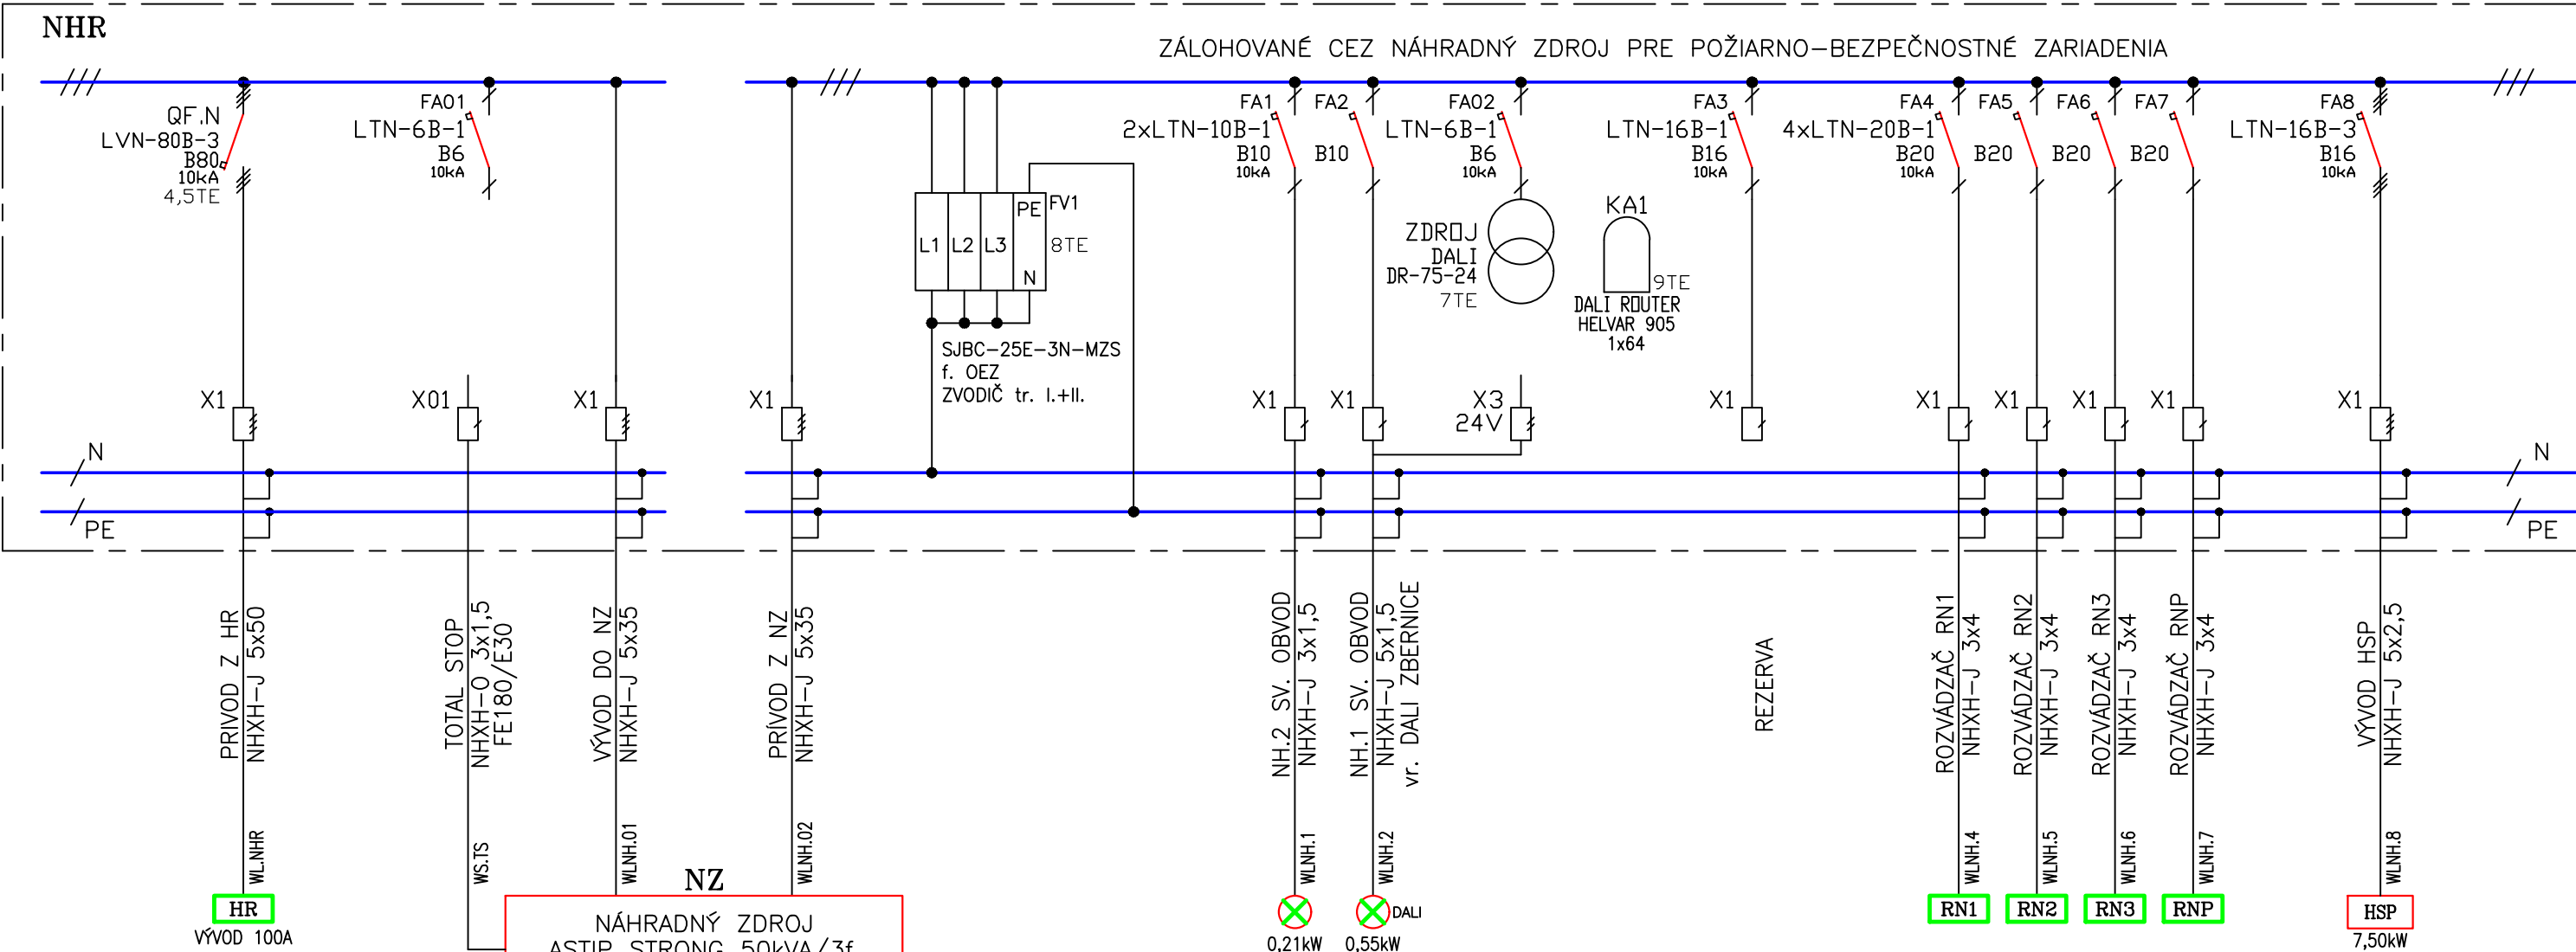 NHR
ZÁLOHOVANÉ CEZ NÁHRADNÝ ZDROJ PRE POŽIARNO-BEZPEČNOSTNÉ ZARIADENIA
QF.N
LVN-80B-3
B80
10kA
4,5TE
FA01
LTN-6B-1
B6
10kA
L1 L2 L3 PE N
FV1
8TE
SJBC-25E-3N-MZS
f. OEZ
ZVODIČ tr. I.+II.
FA1
2xLTN-10B-1
B10
10kA
FA2
B10
FA02
LTN-6B-1
B6
10kA
ZDROJ
DALI
DR-75-24
7TE
KA1
9TE
DALI ROUTER
HELVAR 905
1x64
FA3
LTN-16B-1
B16
10kA
FA4
4xLTN-20B-1
B20
10kA
FA5
B20
FA6
B20
FA7
B20
FA8
LTN-16B-3
B16
10kA
X1
X01
X1
X1
X1
X1
X3
24V
X1
X1
X1
X1
X1
X1
N
N
PE
PE
PRIVOD Z HR
NHXH-J 5x50
WL.NHR
TOTAL STOP
NHXH-O 3x1,5
FE180/E30
WS.TS
VÝVOD DO NZ
NHXH-J 5x35
WLNH.01
PRÍVOD Z NZ
NHXH-J 5x35
WLNH.02
NH.2 SV. OBVOD
NHXH-J 3x1,5
WLNH.1
NH.1 SV. OBVOD
NHXH-J 5x1,5
vr. DALI ZBERNICE
WLNH.2
REZERVA
ROZVÁDZAČ RN1
NHXH-J 3x4
WLNH.4
ROZVÁDZAČ RN2
NHXH-J 3x4
WLNH.5
ROZVÁDZAČ RN3
NHXH-J 3x4
WLNH.6
ROZVÁDZAČ RNP
NHXH-J 3x4
WLNH.7
VÝVOD HSP
NHXH-J 5x2,5
WLNH.8
HR
VÝVOD 100A
NZ
NÁHRADNÝ ZDROJ
ASTIP STRONG 50kVA/3f
DALI
0,21kW
0,55kW
RN1
RN2
RN3
RNP
HSP
7,50kW